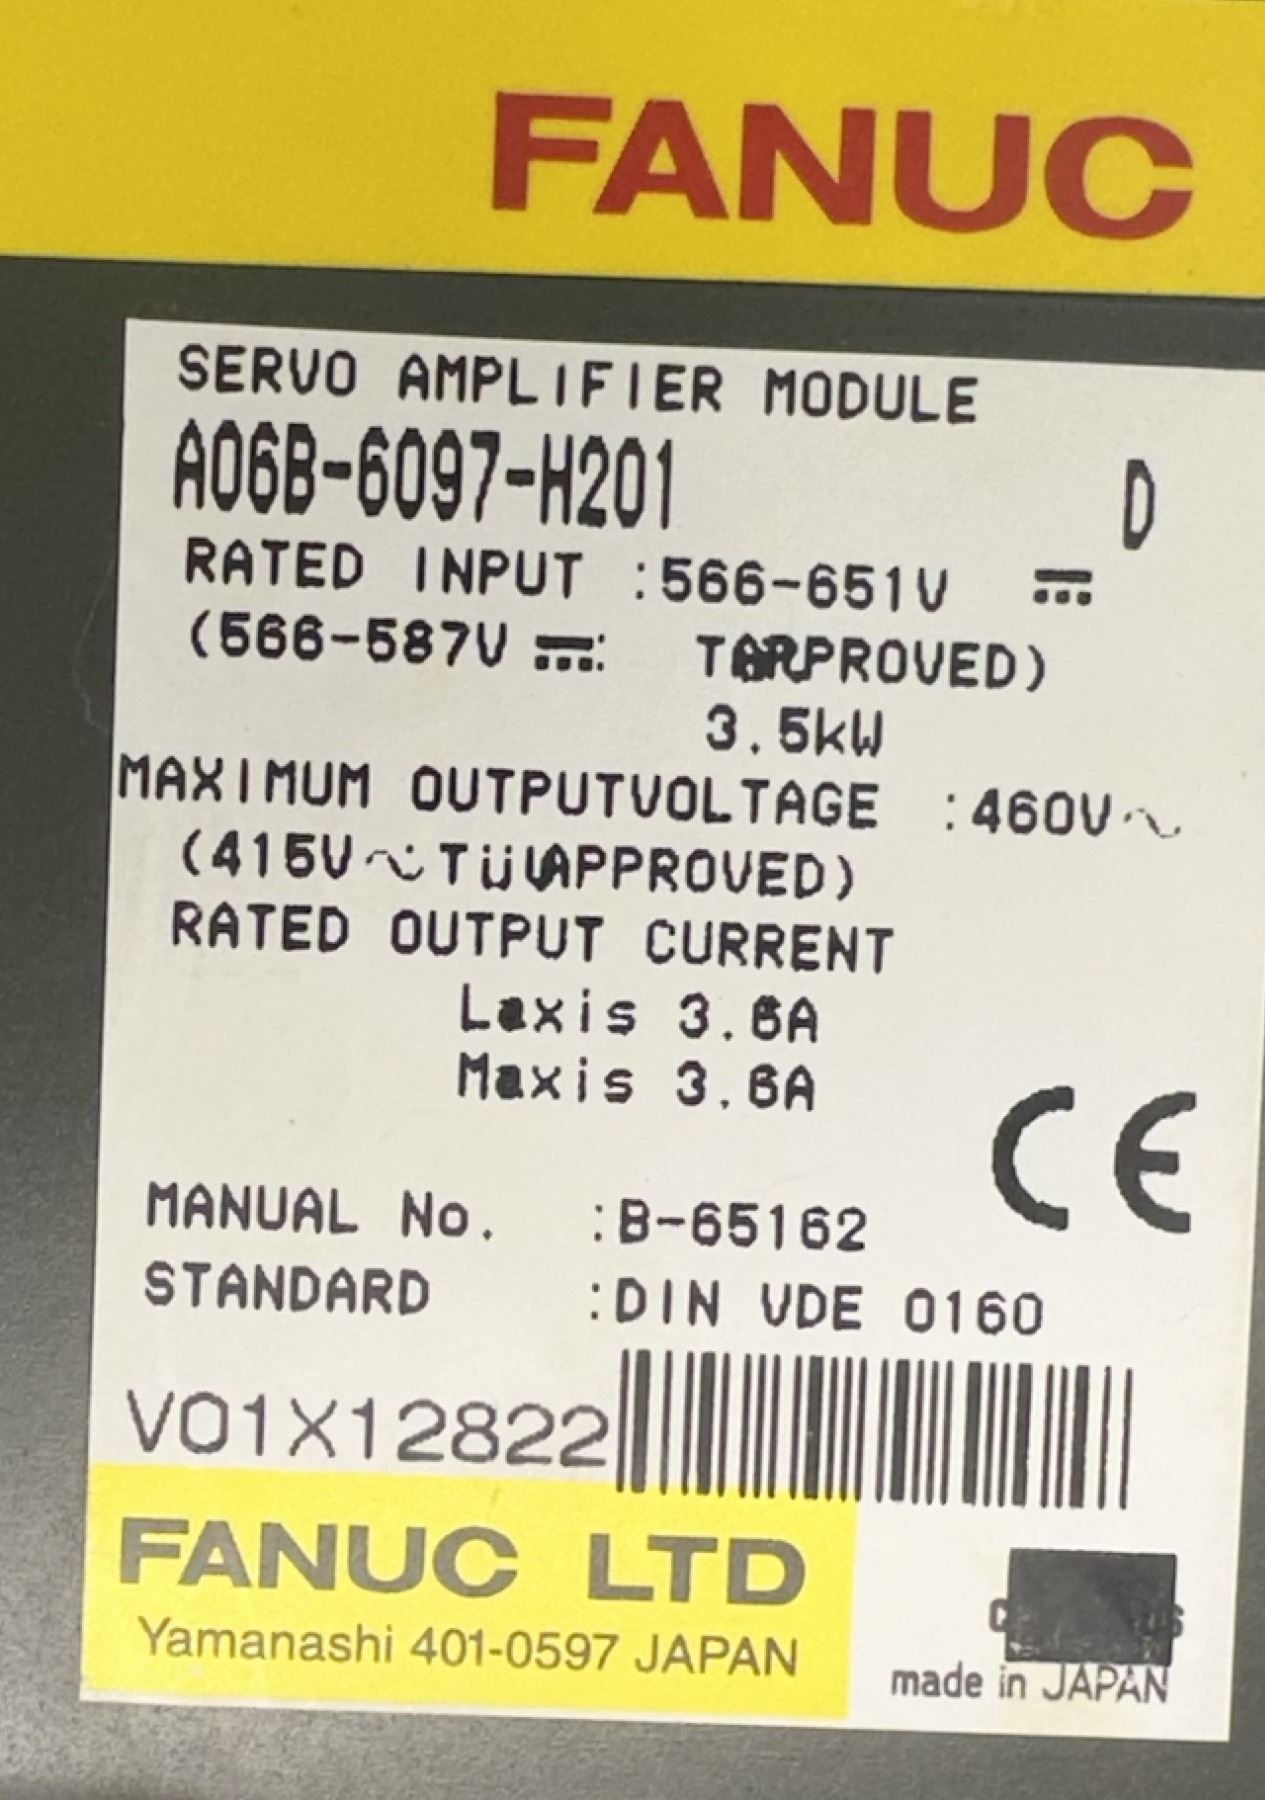 FANUC
SERVO AMPLIFIER MODULE
A06B-6097-H201 D
RATED INPUT :566-651V ⎓
(566-587V ⎓: APPROVED)
3.5kW
MAXIMUM OUTPUTVOLTAGE :460V~
(415V~: TüVAPPROVED)
RATED OUTPUT CURRENT
Laxis 3.6A
Maxis 3.6A
CE
MANUAL No. :B-65162
STANDARD :DIN VDE 0160
V01X12822
FANUC LTD
Yamanashi 401-0597 JAPAN
made in JAPAN